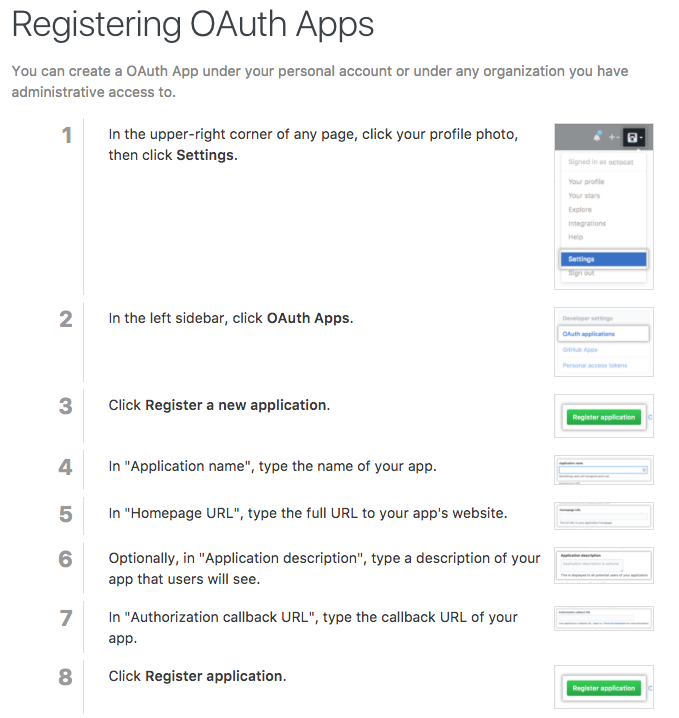 Registering OAuth Apps
You can create a OAuth App under your personal account or under any organization you have
administrative access to.
1
In the upper-right corner of any page, click your profile photo,
then click Settings.
Signed in as octocat
Your profile
Your stars
Explore
Integrations
Help
Settings
Sign out
2
In the left sidebar, click OAuth Apps.
Developer settings
OAuth applications
GitHub Apps
Personal access tokens
3
Click Register a new application.
Register application
C
4
In "Application name", type the name of your app.
Application name
5
In "Homepage URL", type the full URL to your app's website.
Homepage URL
The full URL to your application homepage
6
Optionally, in "Application description", type a description of your
app that users will see.
Application description
Application description is optional
This is displayed to all potential users of your application
7
In "Authorization callback URL", type the callback URL of your
app.
Authorization callback URL
8
Click Register application.
Register application
C